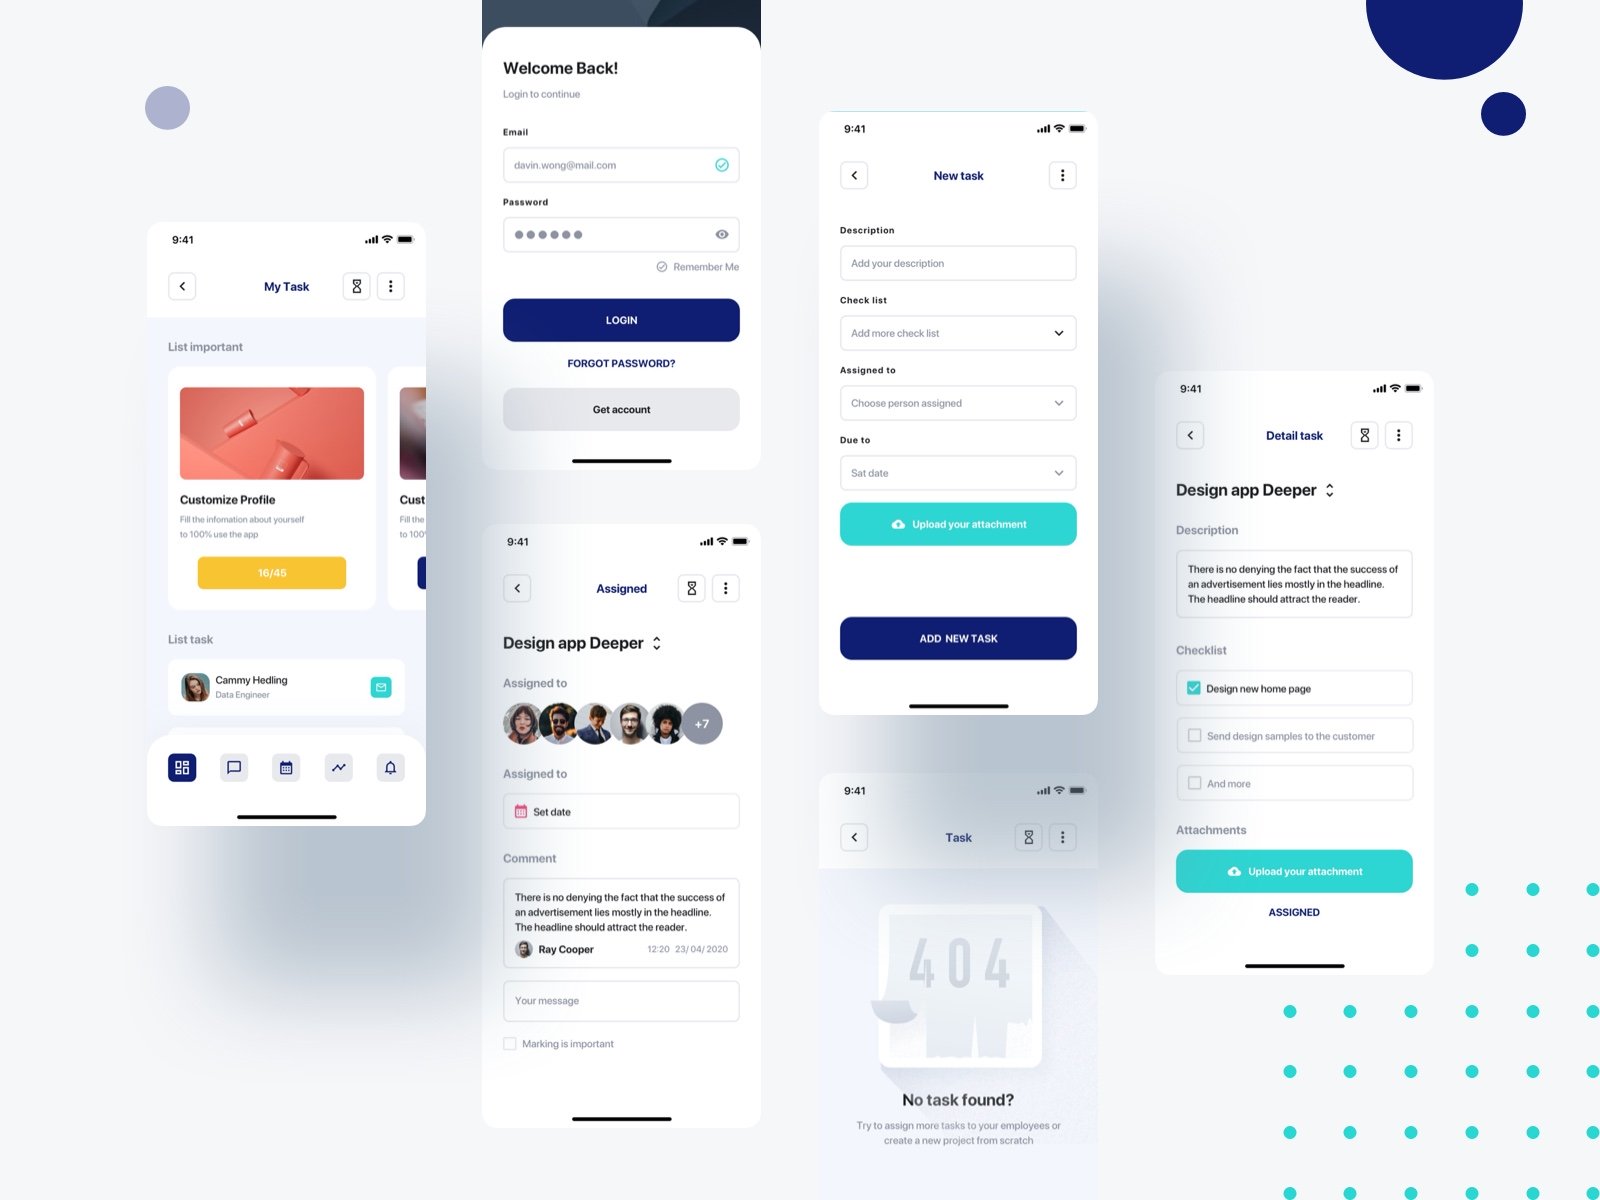 9:41
My Task
List important
Customize Profile
Fill the infomation about yourself
to 100% use the app
16/45
Cust
Fill the
to 100°
List task
Cammy Hedling
Data Engineer
Welcome Back!
Login to continue
Email
davin.wong@mail.com
Password
Remember Me
LOGIN
FORGOT PASSWORD?
Get account
9:41
Assigned
Design app Deeper
Assigned to
+7
Assigned to
Set date
Comment
There is no denying the fact that the success of
an advertisement lies mostly in the headline.
The headline should attract the reader.
Ray Cooper 12:20 23/ 04/ 2020
Your message
Marking is important
9:41
New task
Description
Add your description
Check list
Add more check list
Assigned to
Choose person assigned
Due to
Sat date
Upload your attachment
ADD NEW TASK
9:41
Task
404
No task found?
Try to assign more tasks to your employees or
create a new project from scratch
9:41
Detail task
Design app Deeper
Description
There is no denying the fact that the success of
an advertisement lies mostly in the headline.
The headline should attract the reader.
Checklist
Design new home page
Send design samples to the customer
And more
Attachments
Upload your attachment
ASSIGNED